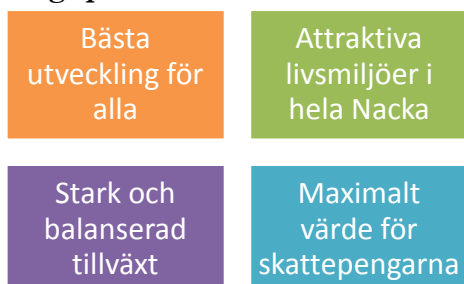 Bästa
utveckling för
alla
Attraktiva
livsmiljöer i
hela Nacka
Stark och
balanserad
tillväxt
Maximalt
värde för
skattepengarna